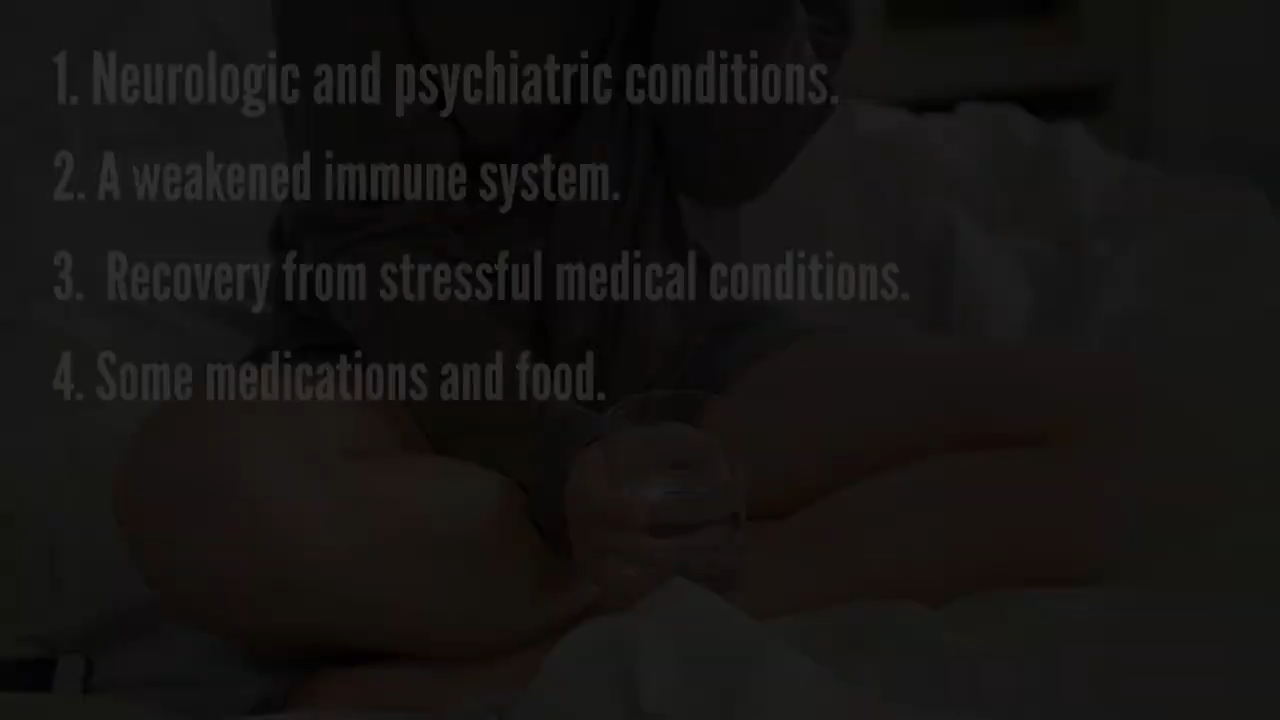 1. Neurologic and psychiatric conditions.
2. A weakened immune system.
3. Recovery from stressful medical conditions.
4. Some medications and food.